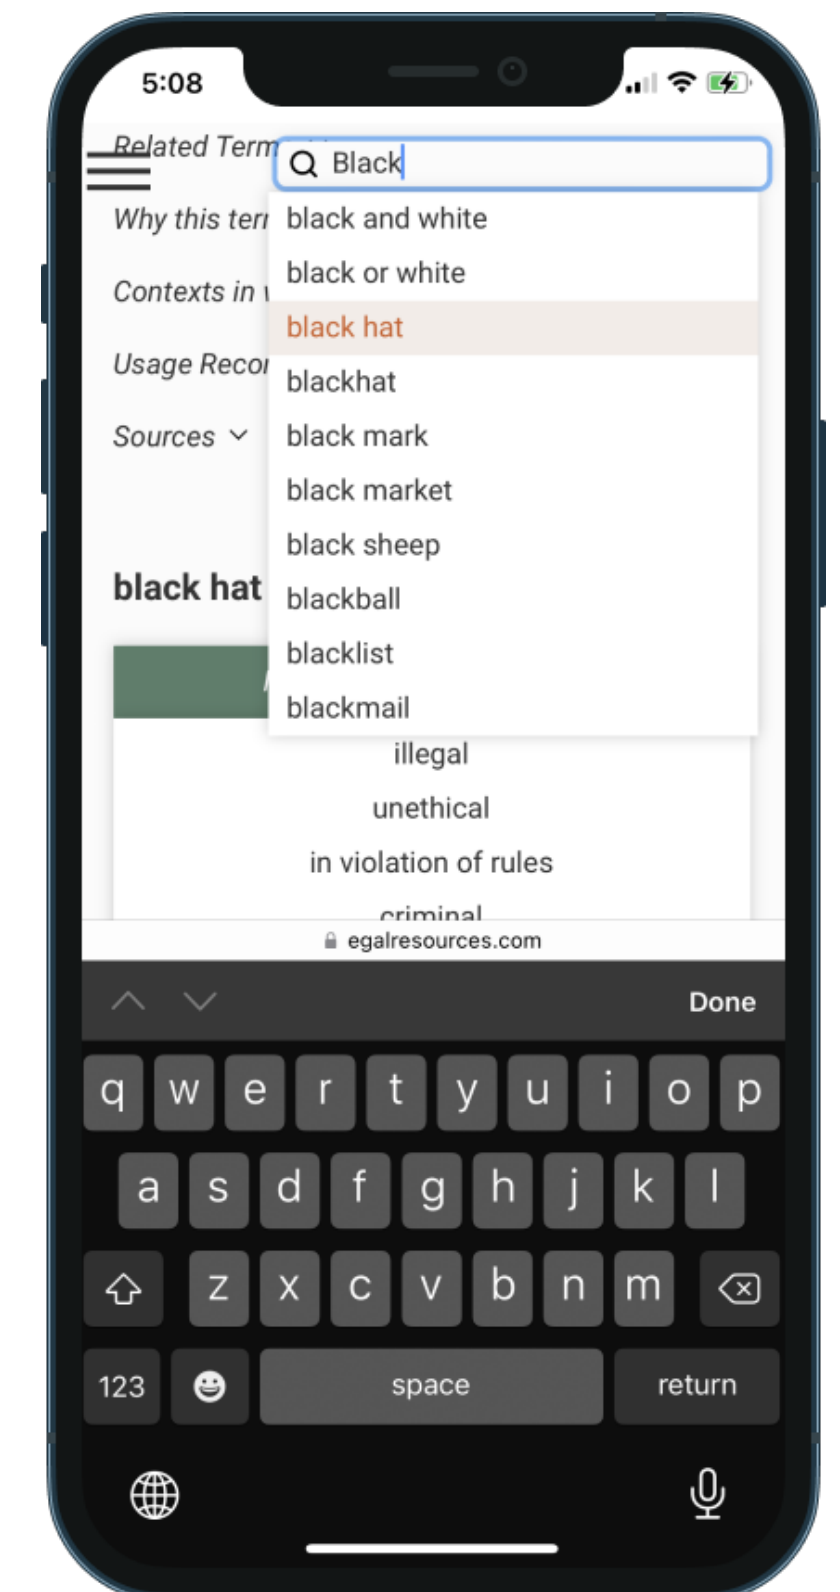 5:08
Related Term
Black
Why this ter
black and white
black or white
Contexts in
black hat
Usage Recor
blackhat
Sources
black mark
black market
black sheep
black hat
blackball
blacklist
blackmail
illegal
unethical
in violation of rules
criminal
egalresources.com
Done
q w e r t y u i o p
a s d f g h j k l
z x c v b n m
123 space return